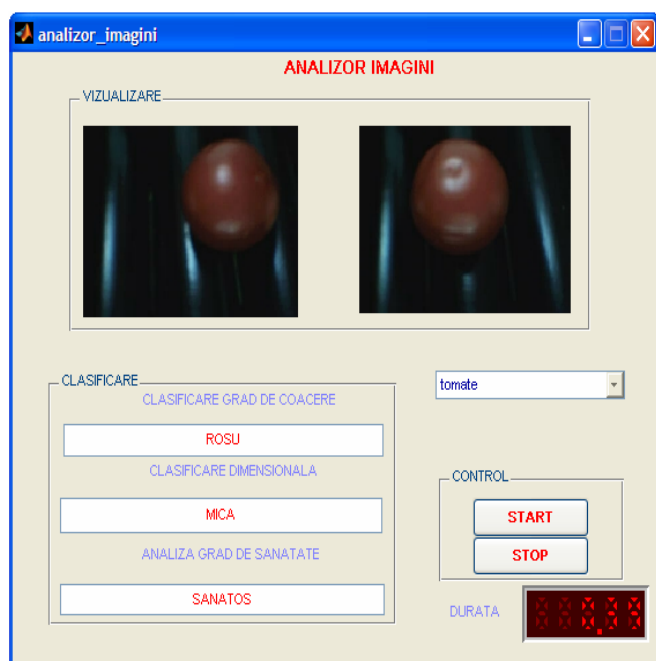 analizor_imagini
ANALIZOR IMAGINI
VIZUALIZARE
CLASIFICARE
CLASIFICARE GRAD DE COACERE
ROSU
CLASIFICARE DIMENSIONALA
MICA
ANALIZA GRAD DE SANATATE
SANATOS
tomate
CONTROL
START
STOP
DURATA